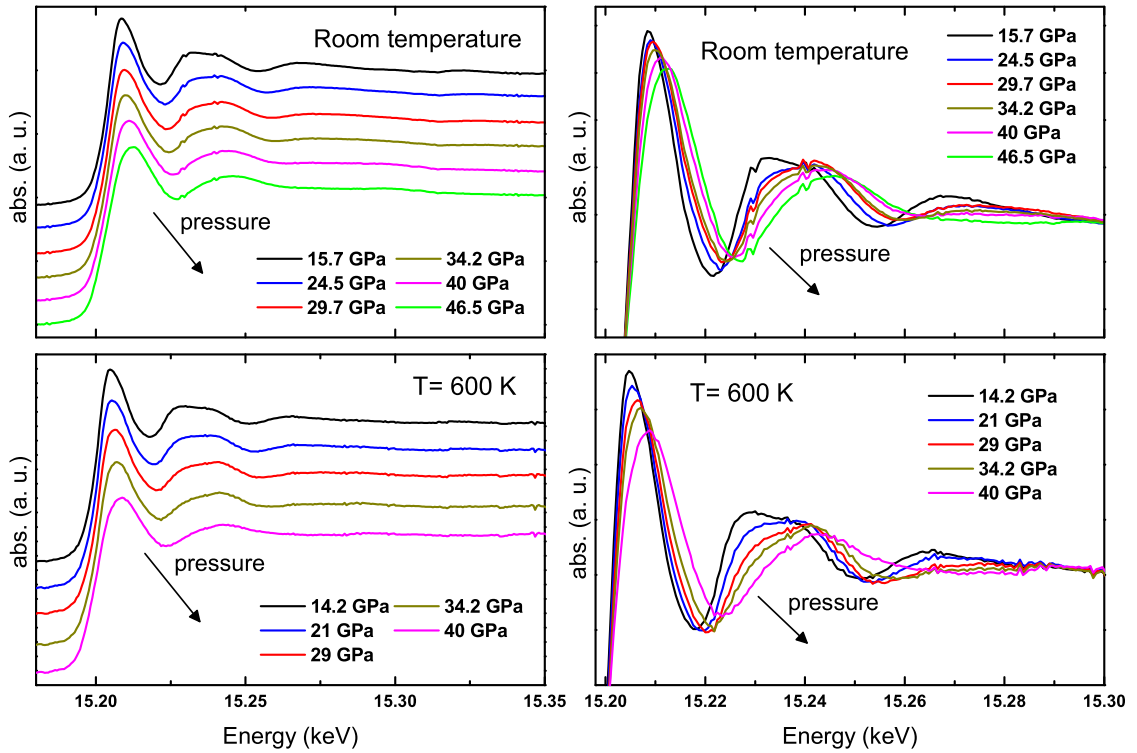 Room temperature
abs. (a. u.)
pressure
15.7 GPa 34.2 GPa
24.5 GPa 40 GPa
29.7 GPa 46.5 GPa
Room temperature
15.7 GPa
24.5 GPa
29.7 GPa
34.2 GPa
40 GPa
46.5 GPa
abs. (a. u.)
pressure
15.20 15.25 15.30 15.35
15.20 15.22 15.24 15.26 15.28 15.30
T= 600 K
abs. (a. u.)
pressure
14.2 GPa 34.2 GPa
21 GPa 40 GPa
29 GPa
15.20 15.25 15.30 15.35
Energy (keV)
T= 600 K
14.2 GPa
21 GPa
29 GPa
34.2 GPa
40 GPa
abs. (a. u.)
pressure
15.20 15.22 15.24 15.26 15.28 15.30
Energy (keV)